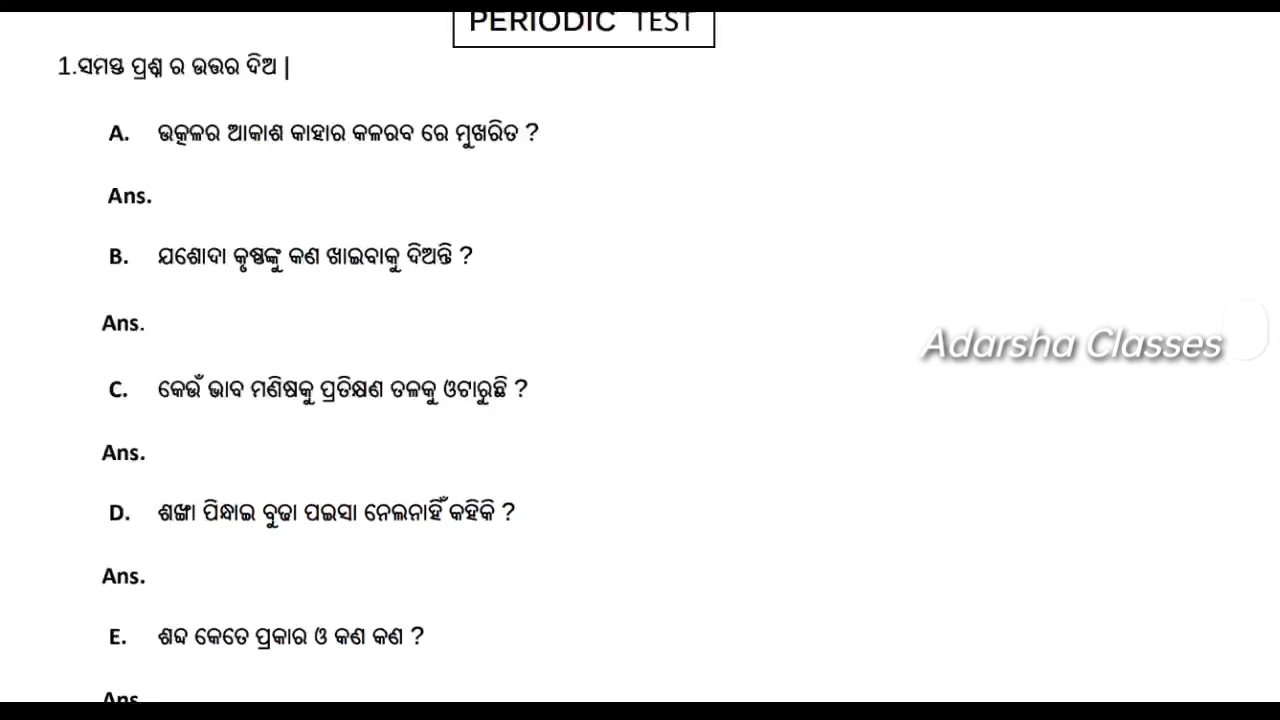 PERIODIC TEST
1.ସମସ୍ତ ପ୍ରଶ୍ନ ର ଉତ୍ତର ଦିଅ |
A. ଉତ୍କଳର ଆକାଶ କାହାର କଳରବ ରେ ମୁଖରିତ ?
Ans.
B. ଯଶୋଦା କୃଷ୍ଣଙ୍କୁ କଣ ଖାଇବାକୁ ଦିଅନ୍ତି ?
Ans.
Adarsha Classes
C. କେଉଁ ଭାବ ମଣିଷକୁ ପ୍ରତିକ୍ଷଣ ତଳକୁ ଓଟାରୁଛି ?
Ans.
D. ଶଙ୍ଖା ପିନ୍ଧାଇ ବୁଢା ପଇସା ନେଲନାହିଁ କହିକି ?
Ans.
E. ଶବ୍ଦ କେତେ ପ୍ରକାର ଓ କଣ କଣ ?
Ans.